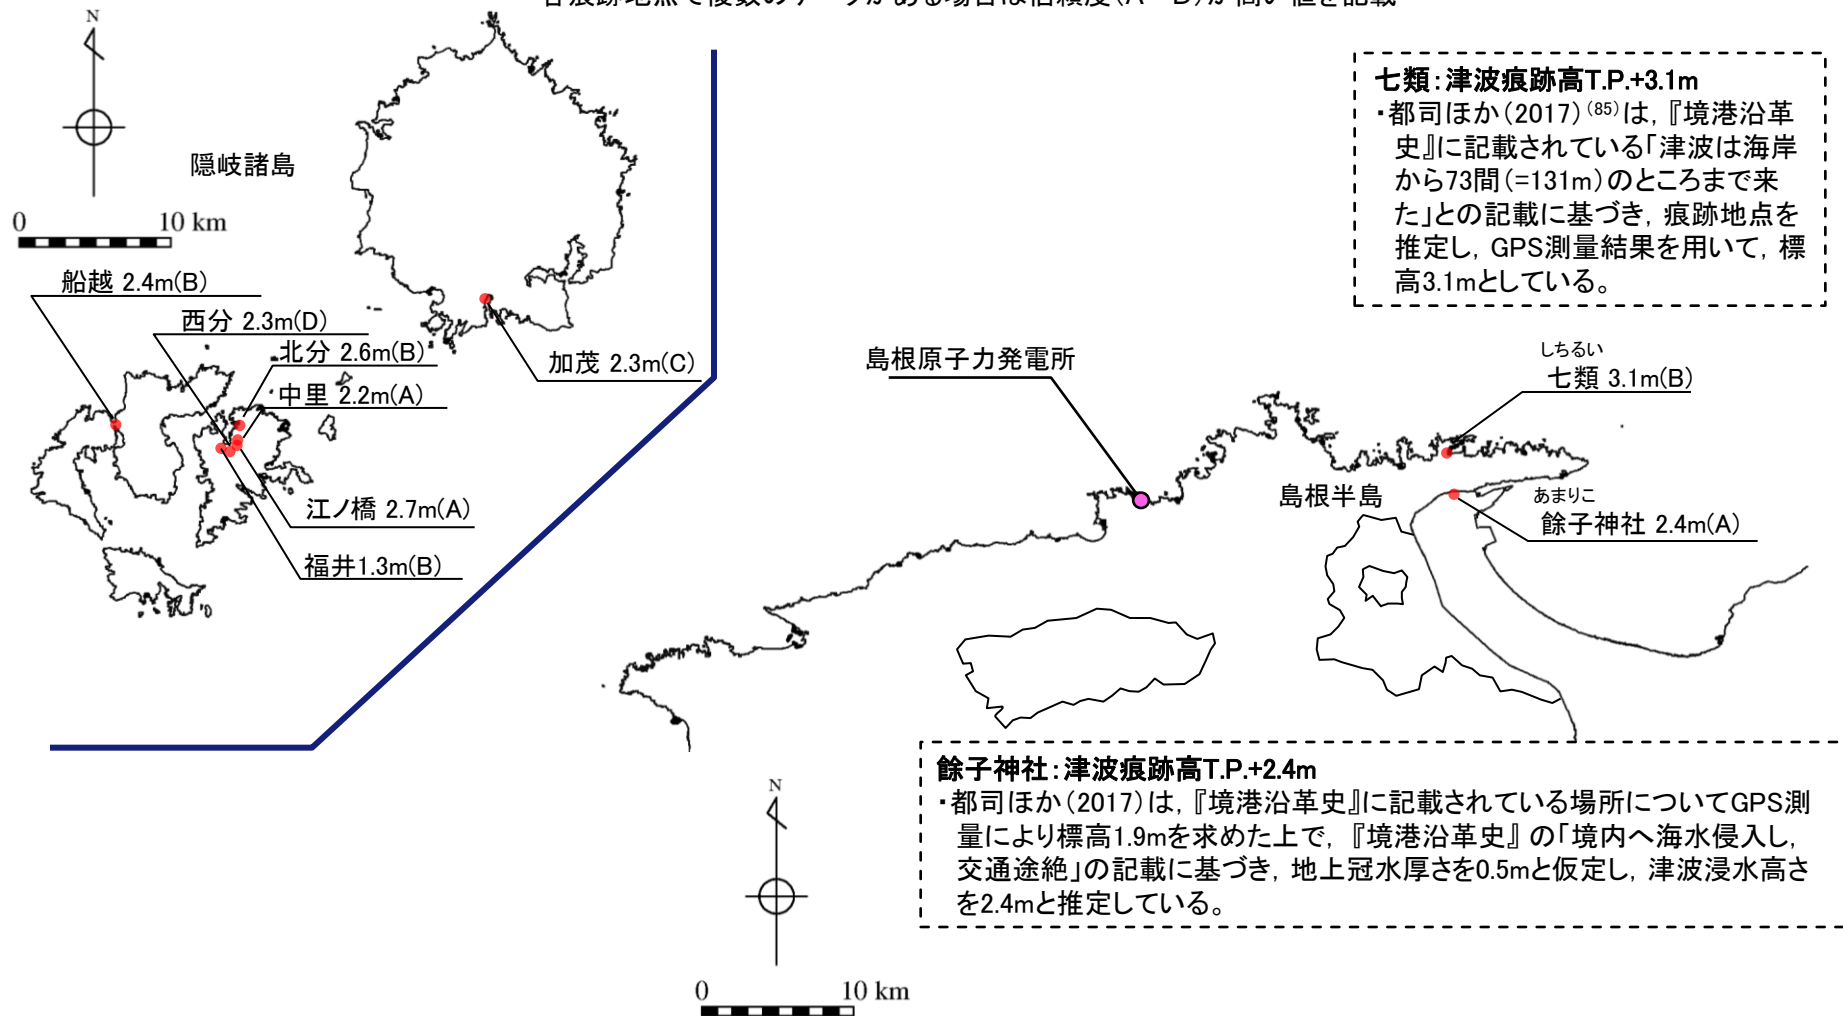 各痕跡地点で複数のデータがある場合は信頼度(A~D)が高い値を記載
N
隠岐諸島
0 10 km
船越 2.4m(B)
西分 2.3m(D)
北分 2.6m(B)
中里 2.2m(A)
江ノ橋 2.7m(A)
福井1.3m(B)
加茂 2.3m(C)
七類:津波痕跡高T.P.+3.1m
・都司ほか(2017)(85)は,『境港沿革
史』に記載されている「津波は海岸
から73間(=131m)のところまで来
た」との記載に基づき, 痕跡地点を
推定し, GPS測量結果を用いて, 標
高3.1mとしている。
島根原子力発電所
しちるい
七類 3.1m(B)
島根半島
あまりこ
餘子神社 2.4m(A)
餘子神社:津波痕跡高T.P.+2.4m
・都司ほか(2017)は,『境港沿革史』に記載されている場所についてGPS測
量により標高1.9mを求めた上で, 『境港沿革史』の「境内へ海水侵入し,
交通途絶」の記載に基づき, 地上冠水厚さを0.5mと仮定し, 津波浸水高さ
を2.4mと推定している。
N
0 10 km